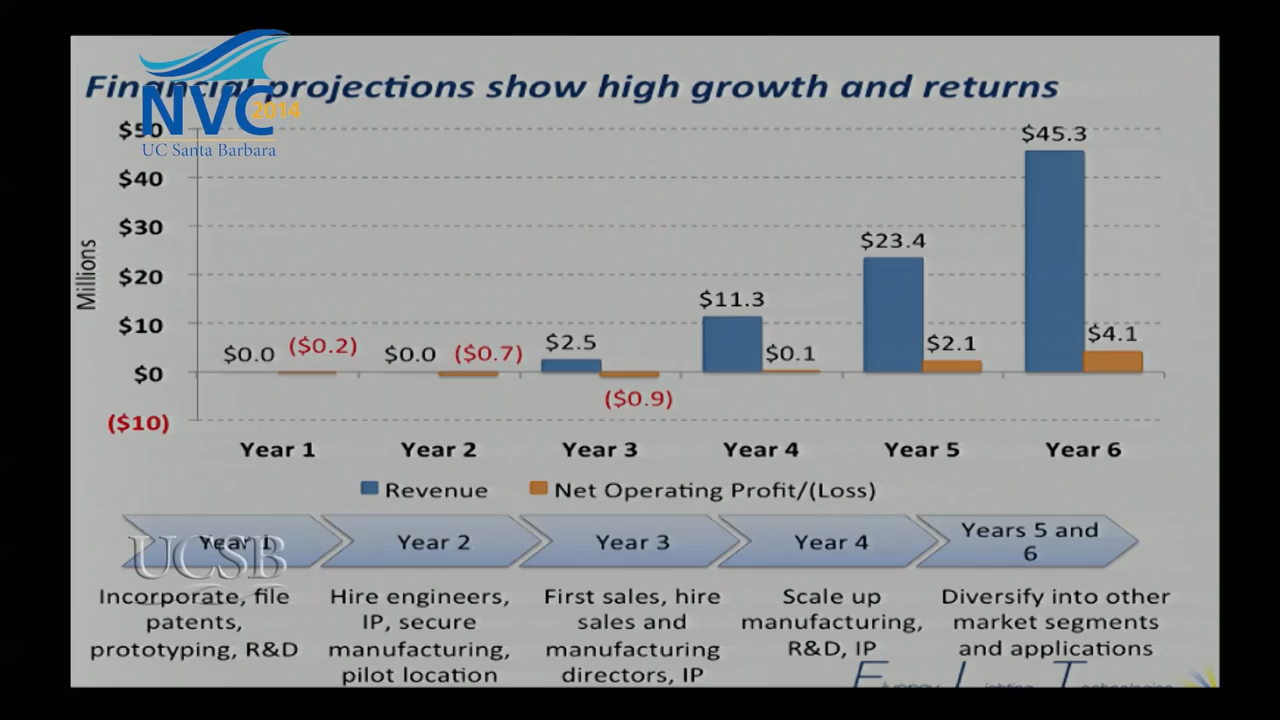 Financial projections show high growth and returns
NVC
2014
UC Santa Barbara
$50
$40
$30
$20
$10
$0
($10)
Millions
$0.0 ($0.2)
$0.0 ($0.7)
$2.5
($0.9)
$11.3
$0.1
$23.4
$2.1
$45.3
$4.1
Year 1 Year 2 Year 3 Year 4 Year 5 Year 6
Revenue Net Operating Profit/(Loss)
UCSB
Year 1
Incorporate, file
patents,
prototyping, R&D
Year 2
Hire engineers,
IP, secure
manufacturing,
pilot location
Year 3
First sales, hire
sales and
manufacturing
directors, IP
Year 4
Scale up
manufacturing,
R&D, IP
Years 5 and
6
Diversify into other
market segments
and applications